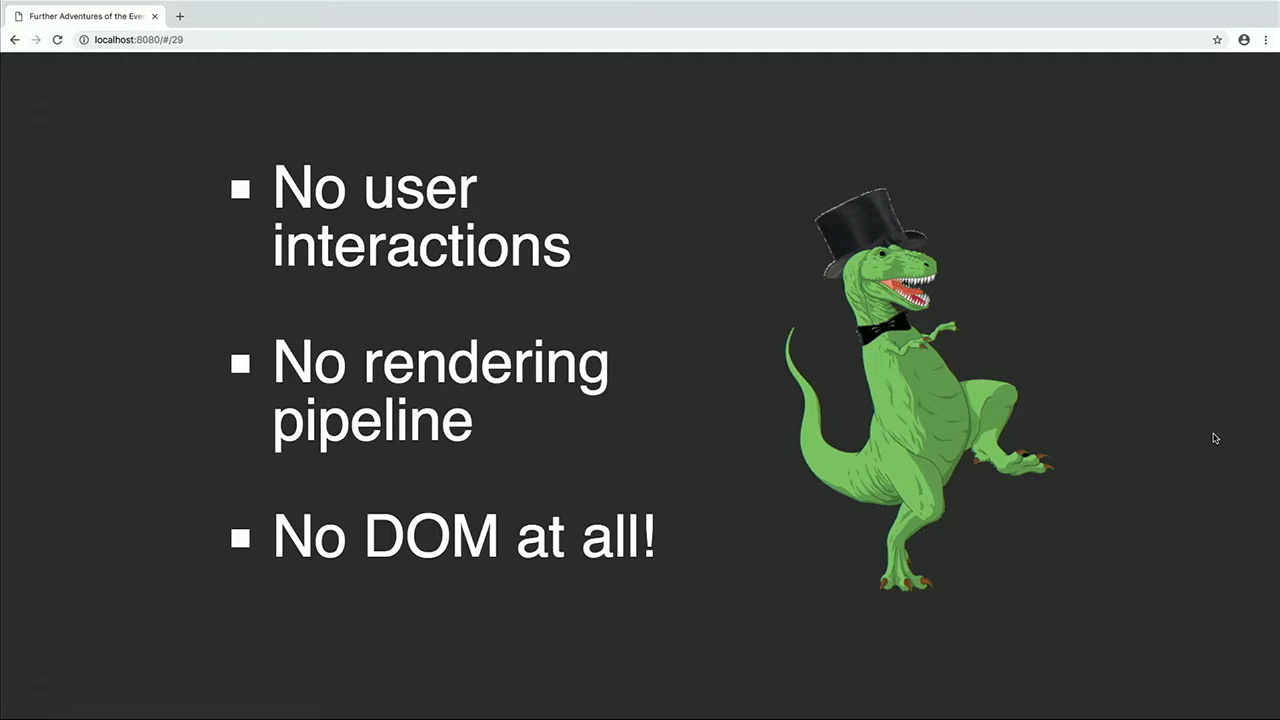 Further Adventures of the Eve
localhost:8080/#/29
■ No user
interactions
■ No rendering
pipeline
■ No DOM at all!